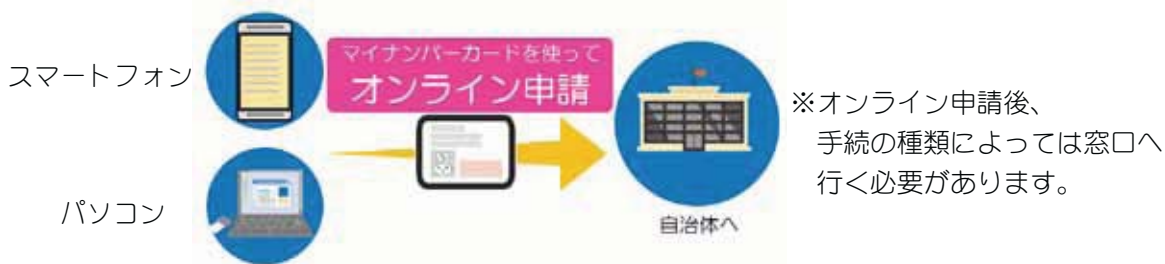 スマートフォン
マイナンバーカードを使って
オンライン申請
※オンライン申請後、
手続の種類によっては窓口へ
行く必要があります。
パソコン
自治体へ